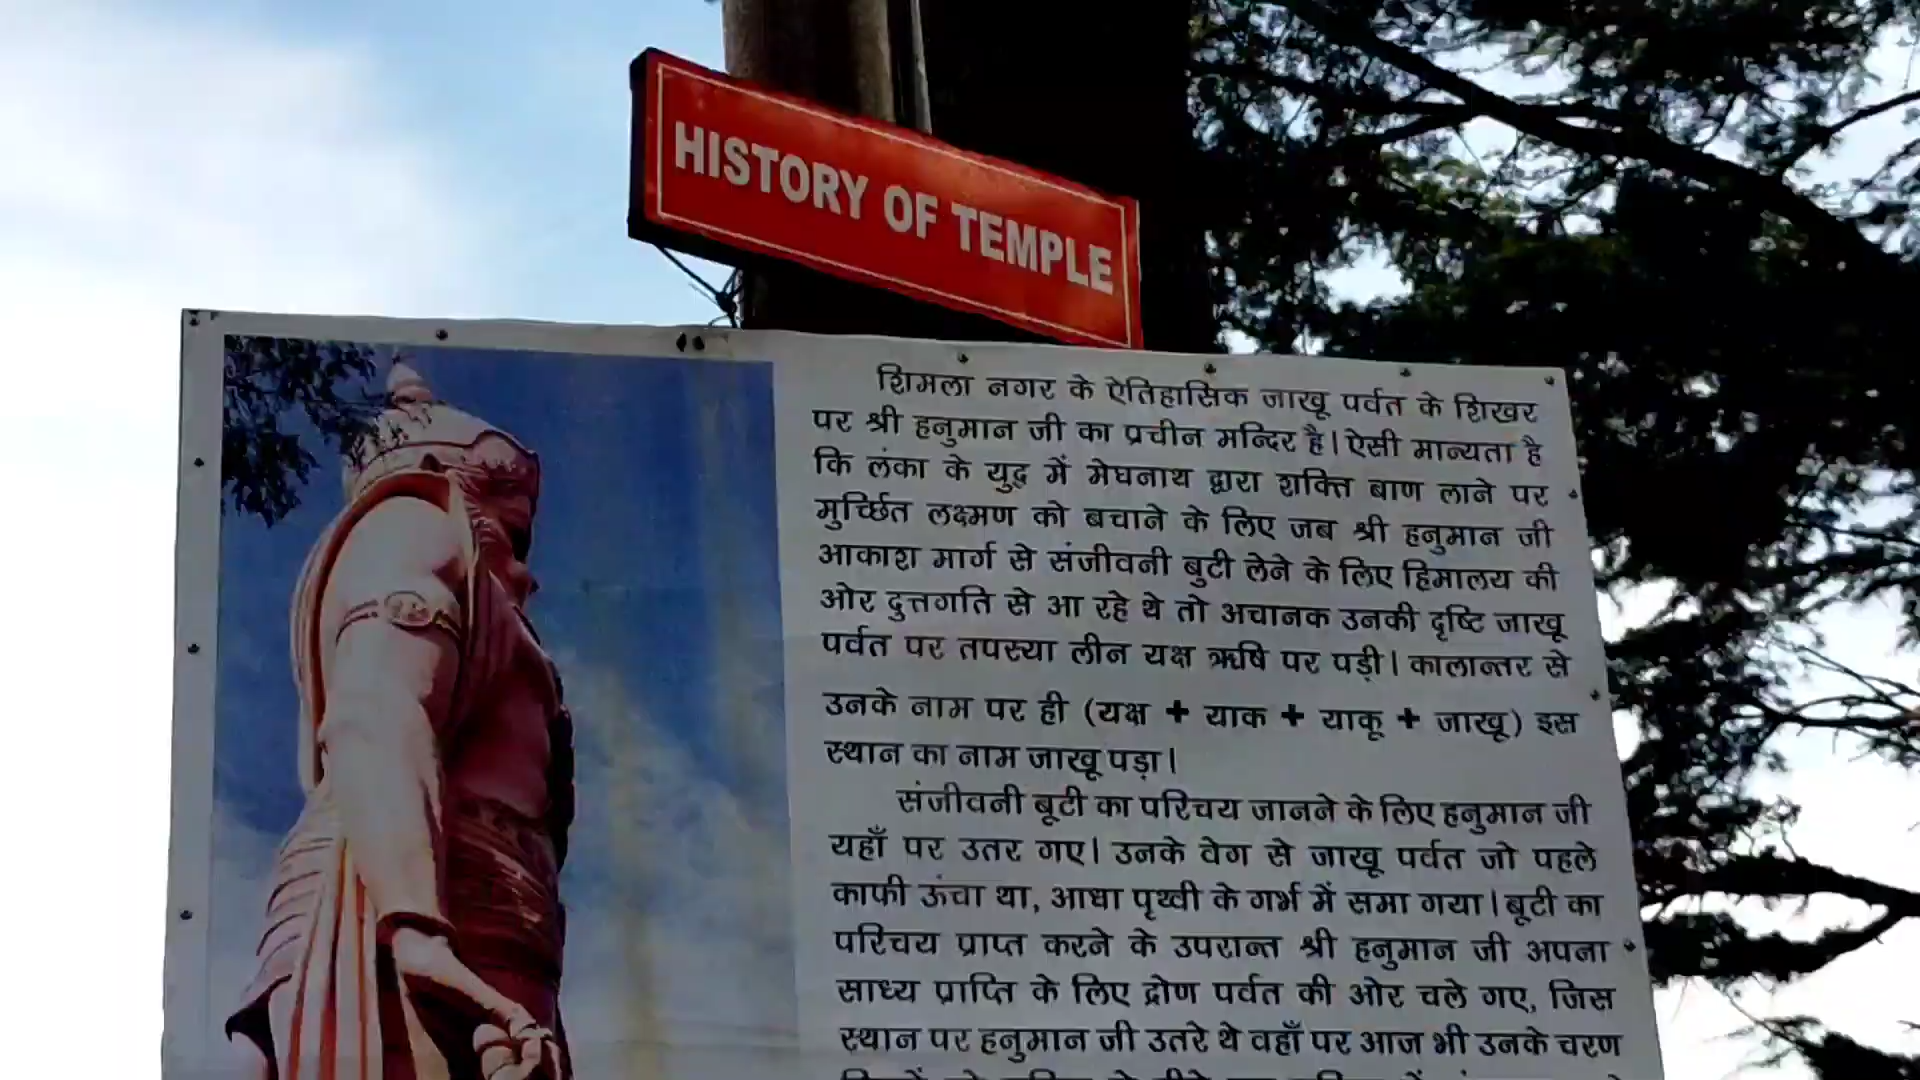 HISTORY OF TEMPLE
शिमला नगर के ऐतिहासिक जाखू पर्वत के शिखर
पर श्री हनुमान जी का प्रचीन मन्दिर है। ऐसी मान्यता है
कि लंका के युद्ध में मेघनाथ द्वारा शक्ति बाण लाने पर
मुर्च्छित लक्ष्मण को बचाने के लिए जब श्री हनुमान जी
आकाश मार्ग से संजीवनी बुटी लेने के लिए हिमालय की
ओर दुत्तगति से आ रहे थे तो अचानक उनकी दृष्टि जाखू
पर्वत पर तपस्या लीन यक्ष ऋषि पर पड़ी। कालान्तर से
उनके नाम पर ही (यक्ष + याक + याकू + जाखू) इस
स्थान का नाम जाखू पड़ा।
संजीवनी बूटी का परिचय जानने के लिए हनुमान जी
यहाँ पर उतर गए। उनके वेग से जाखू पर्वत जो पहले
काफी ऊंचा था, आधा पृथ्वी के गर्भ में समा गया। बूटी का
परिचय प्राप्त करने के उपरान्त श्री हनुमान जी अपना
साध्य प्राप्ति के लिए द्रोण पर्वत की ओर चले गए, जिस
स्थान पर हनुमान जी उतरे थे वहाँ पर आज भी उनके चरण